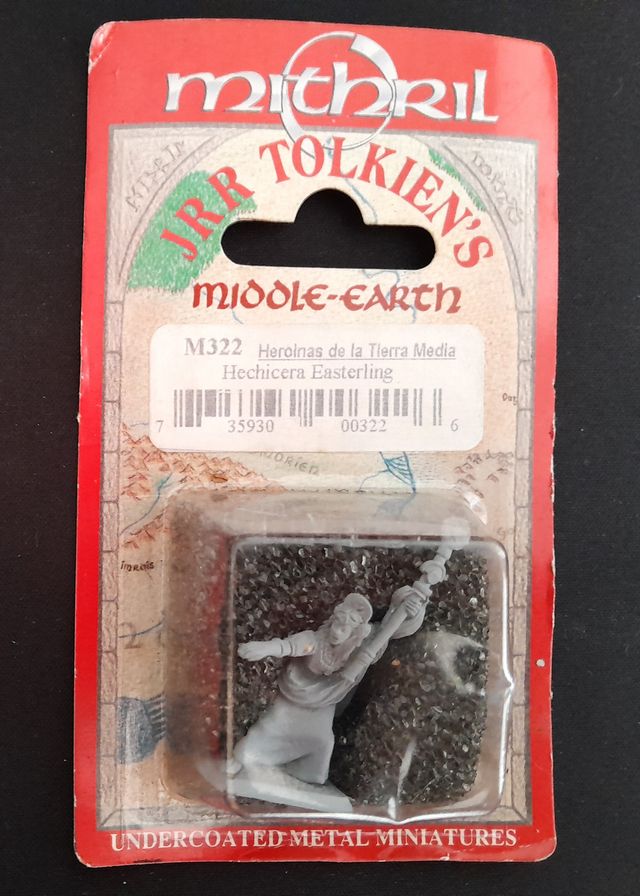 mithril
JRR TOLKIEN'S
MIDDLE-EARTH
M322 Heroínas de la Tierra Media
Hechicera Easterling
7 35930 00322 6
UNDERCOATED METAL MINIATURES